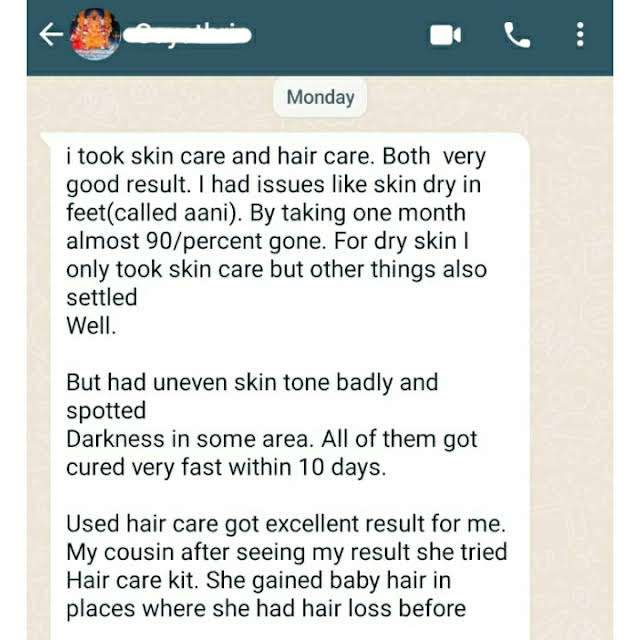 Monday
i took skin care and hair care. Both  very
good result. I had issues like skin dry in
feet(called aani). By taking one month
almost 90/percent gone. For dry skin I
only took skin care but other things also
settled
Well.
But had uneven skin tone badly and
spotted
Darkness in some area. All of them got
cured very fast within 10 days.
Used hair care got excellent result for me.
My cousin after seeing my result she tried
Hair care kit. She gained baby hair in
places where she had hair loss before